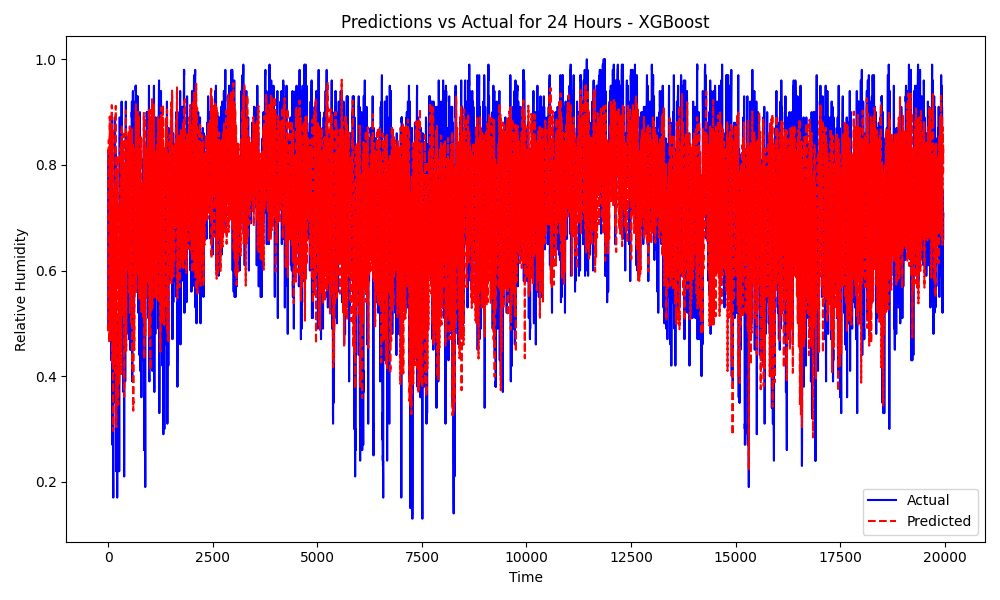 Predictions vs Actual for 24 Hours - XGBoost
Relative Humidity
1.0
0.8
0.6
0.4
0.2
0
2500
5000
7500
10000
12500
15000
17500
20000
Time
Actual
Predicted